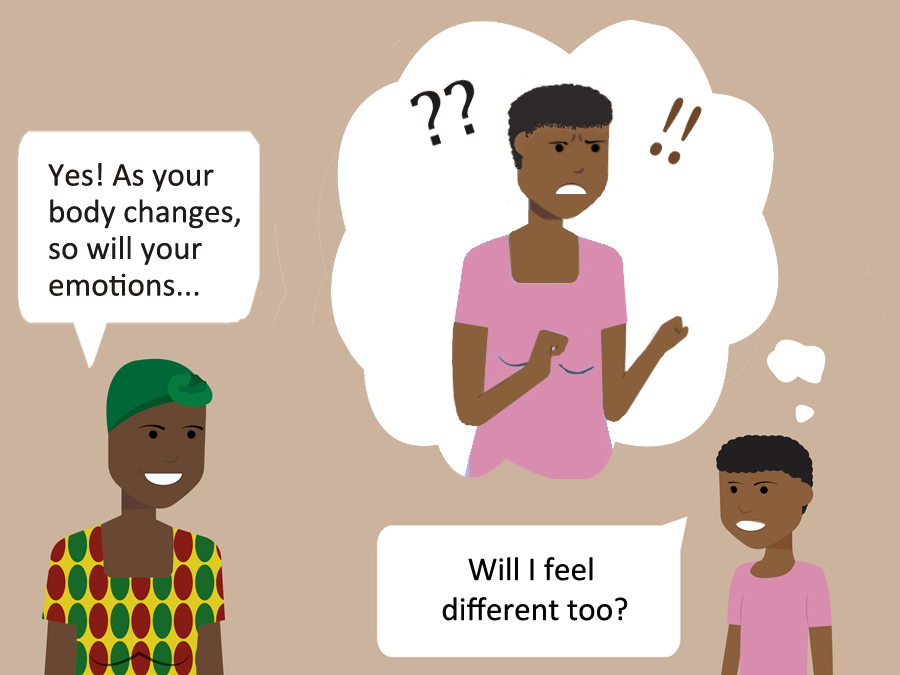 ??
!!
Yes! As your
body changes,
so will your
emotions...
Will I feel
different too?